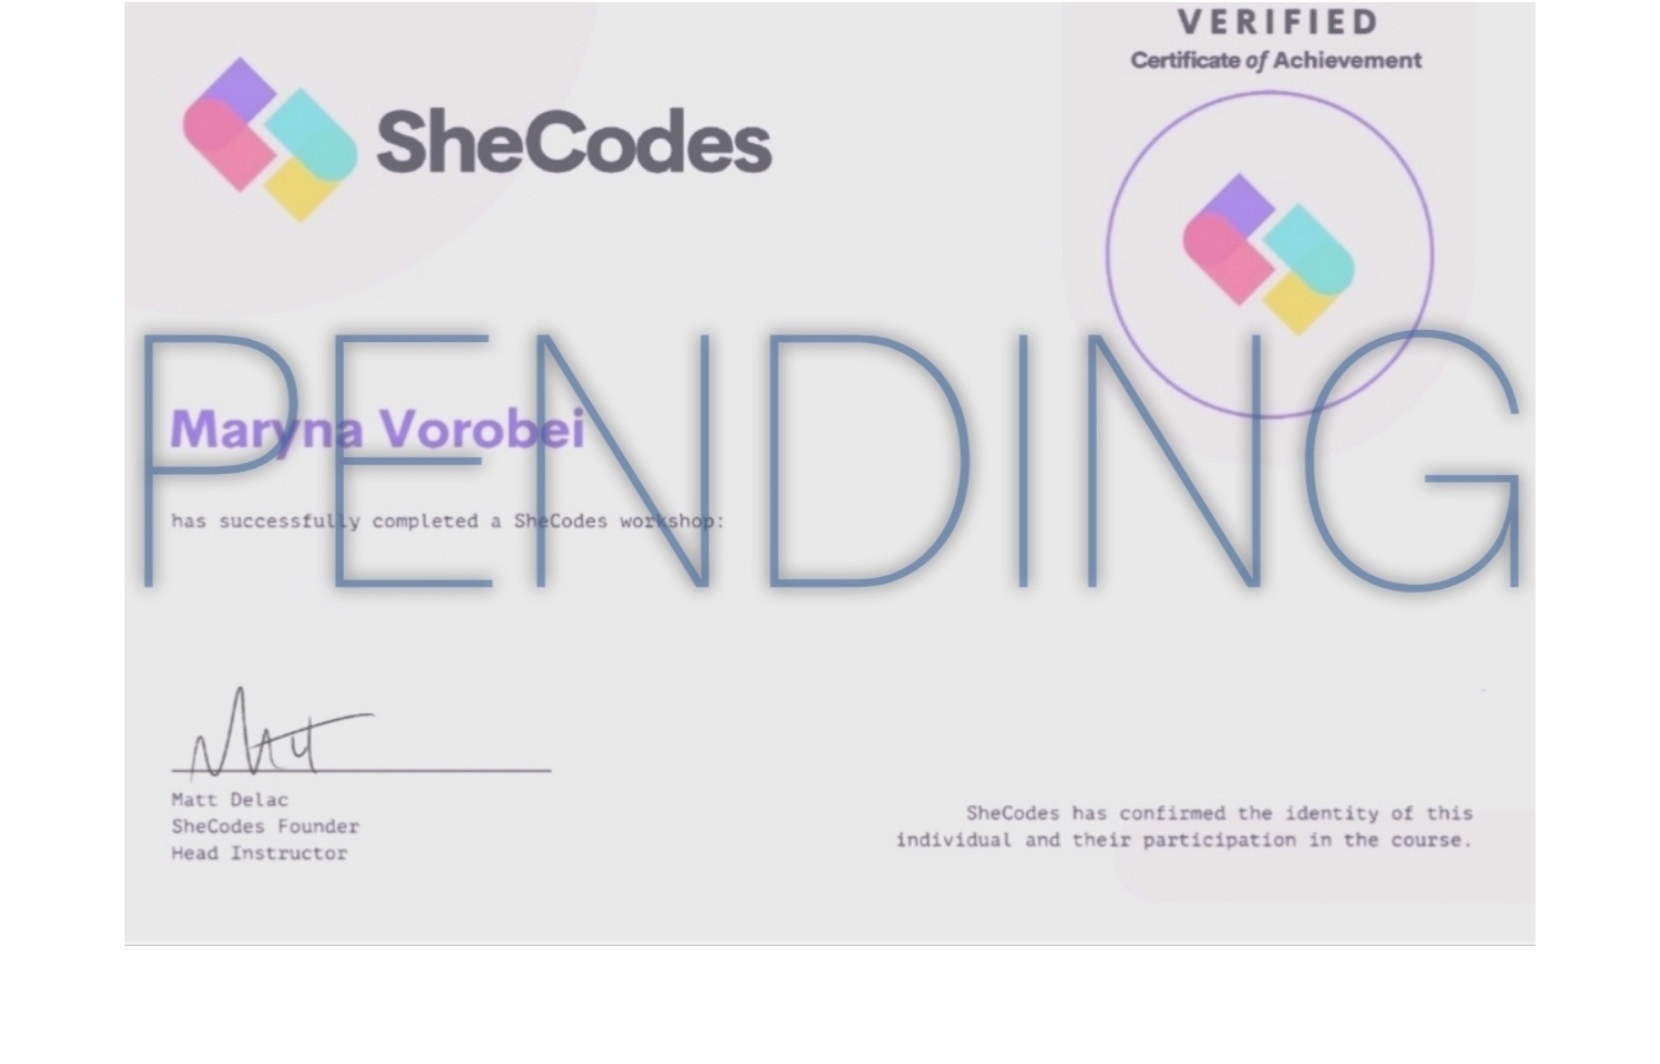 VERIFIED
Certificate of Achievement
SheCodes
PENDING
Maryna Vorobei
has successfully completed a SheCodes workshop:
Matt
Matt Delac
SheCodes Founder
Head Instructor
SheCodes has confirmed the identity of this
individual and their participation in the course.